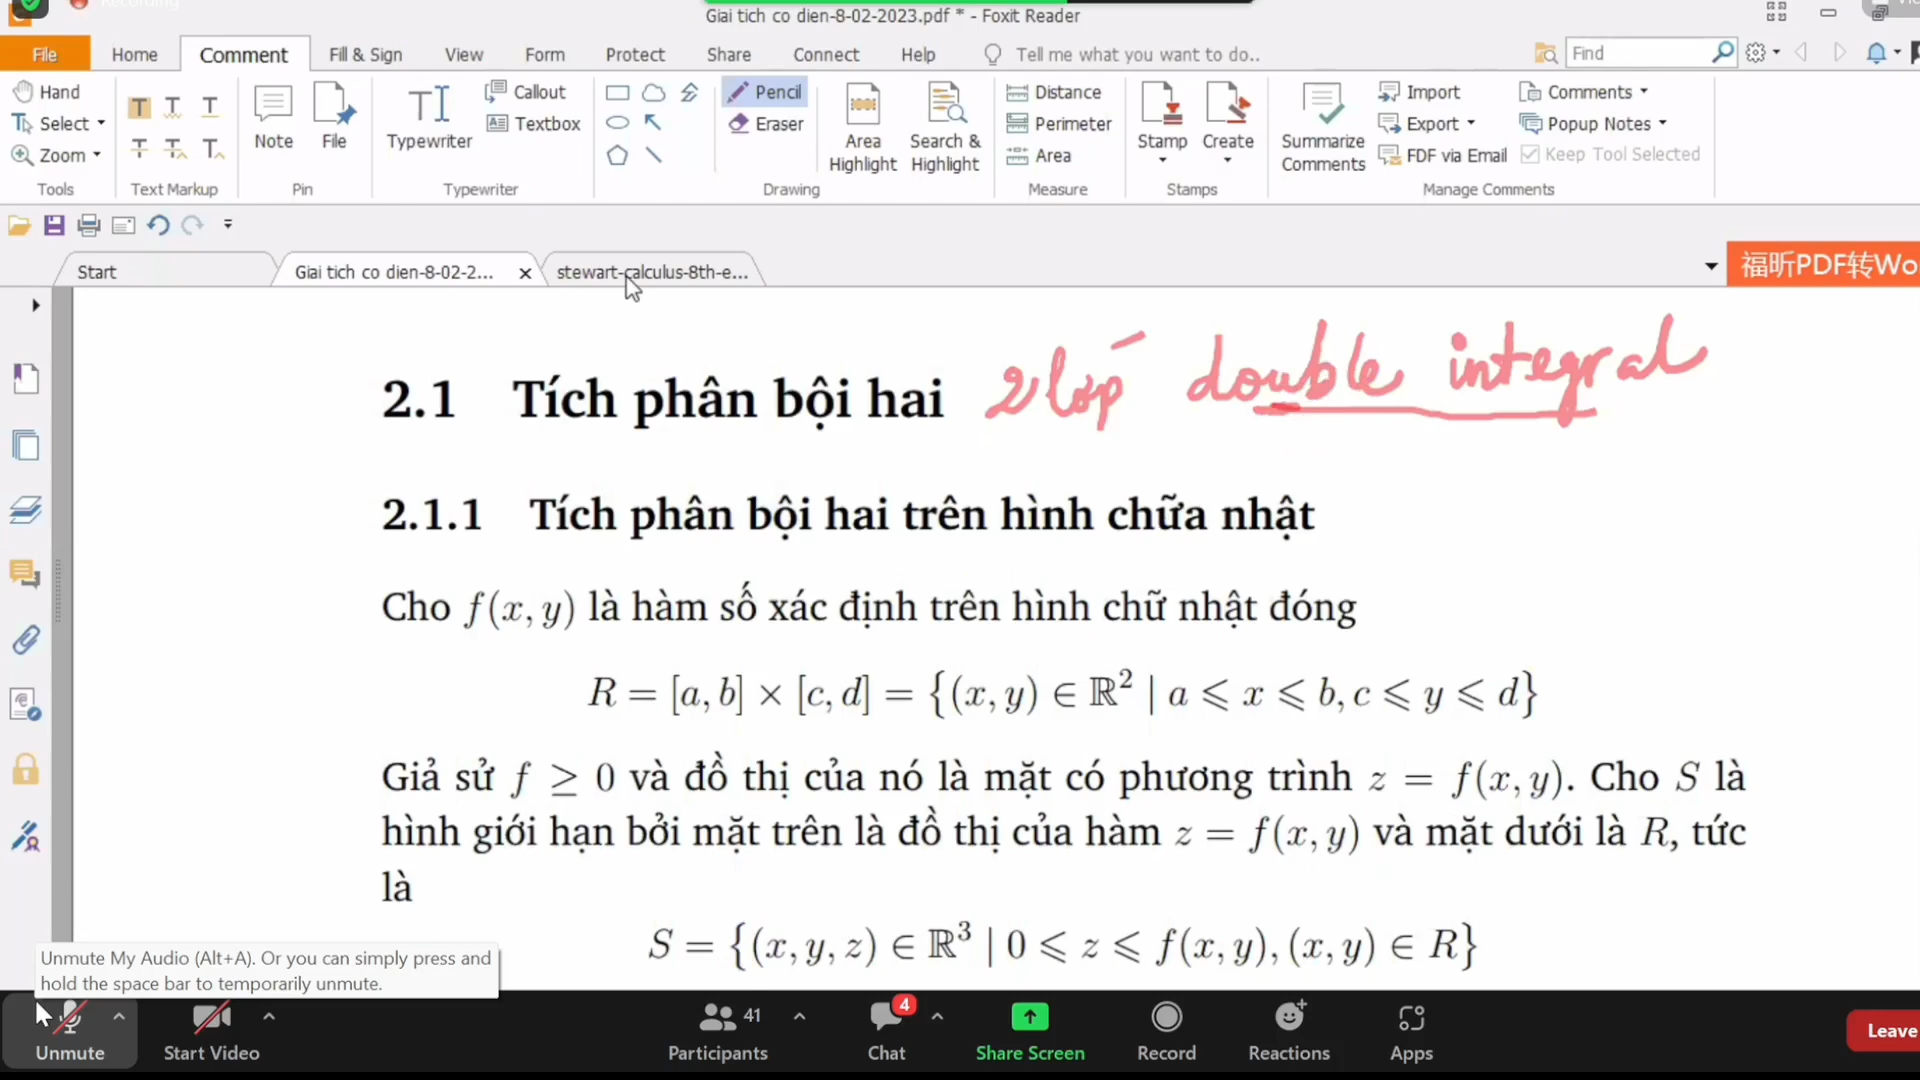 Recording
Giai tich co dien-8-02-2023.pdf * - Foxit Reader
File Home Comment Fill & Sign View Form Protect Share Connect Help Tell me what you want to do.. Find
Hand
Select
Zoom
Tools
Text Markup
Note
File
Pin
Typewriter
Callout
Textbox
Typewriter
Pencil
Eraser
Area Highlight
Search & Highlight
Drawing
Distance
Perimeter
Area
Measure
Stamp
Create
Stamps
Summarize Comments
Import
Export
FDF via Email
Comments
Popup Notes
Keep Tool Selected
Manage Comments
Start
Giai tich co dien-8-02-2...
stewart-calculus-8th-e...
福昕PDF转Wo
2.1 Tích phân bội hai 2 lớp double integral
2.1.1 Tích phân bội hai trên hình chữa nhật
Cho f(x, y) là hàm số xác định trên hình chữ nhật đóng
R = [a, b] × [c, d] = {(x, y) ∈ ℝ² | a ⩽ x ⩽ b, c ⩽ y ⩽ d}
Giả sử f ≥ 0 và đồ thị của nó là mặt có phương trình z = f(x, y). Cho S là
hình giới hạn bởi mặt trên là đồ thị của hàm z = f(x, y) và mặt dưới là R, tức
là
S = {(x, y, z) ∈ ℝ³ | 0 ⩽ z ⩽ f(x, y), (x, y) ∈ R}
Unmute My Audio (Alt+A). Or you can simply press and
hold the space bar to temporarily unmute.
Unmute
Start Video
41
Participants
4
Chat
Share Screen
Record
Reactions
Apps
Leave